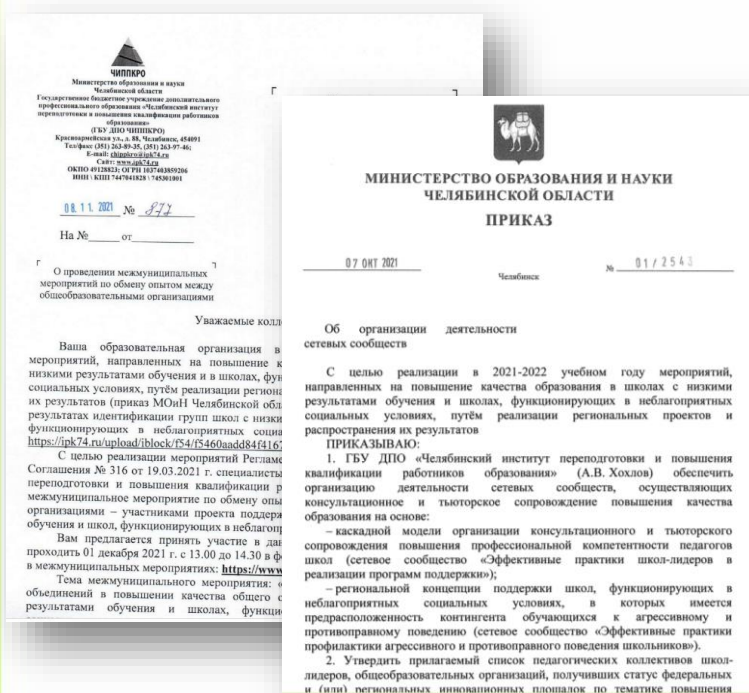 ЧИППКРО
Министерство образования и науки
Челябинской области
Государственное бюджетное учреждение дополнительного
профессионального образования «Челябинский институт
переподготовки и повышения квалификации работников
образования»
(ГБУ ДПО ЧИППКРО)
Красноармейская ул., д. 88, Челябинск, 454091
Тел/факс (351) 263-89-35, (351) 263-97-46;
E-mail: chippkro@ipk74.ru
Сайт: www.ipk74.ru
ОКПО 49128823; ОГРН 1037403859206
ИНН \ КПП 7447041828 \ 745301001
08.11.2021 № 877
На №______ от__________
О проведении межмуниципальных
мероприятий по обмену опытом между
общеобразовательными организациями
Уважаемые колл
Ваша образовательная организация в
мероприятий, направленных на повышение к
низкими результатами обучения и в школах, фун
социальных условиях, путём реализации региона
их результатов (приказ МОиН Челябинской обл
результатах идентификации групп школ с низки
функционирующих в неблагоприятных социа
https://ipk74.ru/upload/iblock/f54/f5460aadd84f4167
С целью реализации мероприятий Регламе
Соглашения № 316 от 19.03.2021 г. специалисты
переподготовки и повышения квалификации р
межмуниципальное мероприятие по обмену опы
организациями – участниками проекта поддерж
обучения и школ, функционирующих в неблагоп
Вам предлагается принять участие в дан
проходить 01 декабря 2021 г. с 13.00 до 14.30 в ф
в межмуниципальных мероприятиях: https://www
Тема межмуниципального мероприятия: «
объединений в повышении качества общего о
результатами обучения и школах, функцио
МИНИСТЕРСТВО ОБРАЗОВАНИЯ И НАУКИ
ЧЕЛЯБИНСКОЙ ОБЛАСТИ
ПРИКАЗ
07 ОКТ 2021
Челябинск
№ 01/2543
Об организации деятельности
сетевых сообществ
С целью реализации в 2021-2022 учебном году мероприятий,
направленных на повышение качества образования в школах с низкими
результатами обучения и школах, функционирующих в неблагоприятных
социальных условиях, путём реализации региональных проектов и
распространения их результатов
ПРИКАЗЫВАЮ:
1. ГБУ ДПО «Челябинский институт переподготовки и повышения
квалификации работников образования» (А.В. Хохлов) обеспечить
организацию деятельности сетевых сообществ, осуществляющих
консультационное и тьюторское сопровождение повышения качества
образования на основе:
– каскадной модели организации консультационного и тьюторского
сопровождения повышения профессиональной компетентности педагогов
школ (сетевое сообщество «Эффективные практики школ-лидеров в
реализации программ поддержки»);
– региональной концепции поддержки школ, функционирующих в
неблагоприятных социальных условиях, в которых имеется
предрасположенность контингента обучающихся к агрессивному и
противоправному поведению (сетевое сообщество «Эффективные практики
профилактики агрессивного и противоправного поведения школьников»).
2. Утвердить прилагаемый список педагогических коллективов школ-
лидеров, общеобразовательных организаций, получивших статус федеральных
и (или) региональных инновационных площадок по тематике повышения